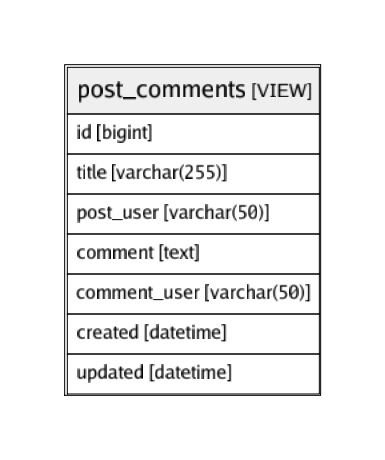 post_comments [VIEW]
id [bigint]
title [varchar(255)]
post_user [varchar(50)]
comment [text]
comment_user [varchar(50)]
created [datetime]
updated [datetime]